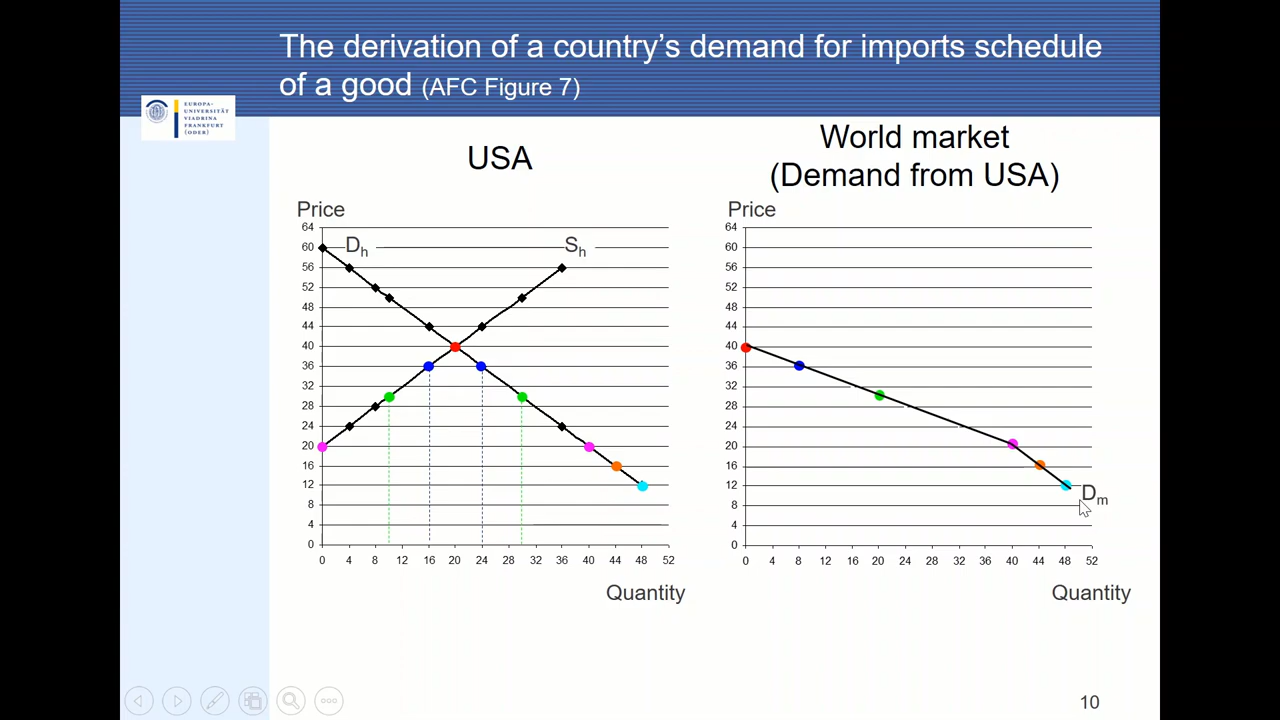 The derivation of a country's demand for imports schedule
of a good (AFC Figure 7)
EUROPA-
UNIVERSITÄT
VIADRINA
FRANKFURT
(ODER)
USA
World market
(Demand from USA)
Price
64
60
56
52
48
44
40
36
32
28
24
20
16
12
8
4
0
Dh
Sh
0 4 8 12 16 20 24 28 32 36 40 44 48 52
Quantity
Price
64
60
56
52
48
44
40
36
32
28
24
20
16
12
8
4
0
Dm
0 4 8 12 16 20 24 28 32 36 40 44 48 52
Quantity
10